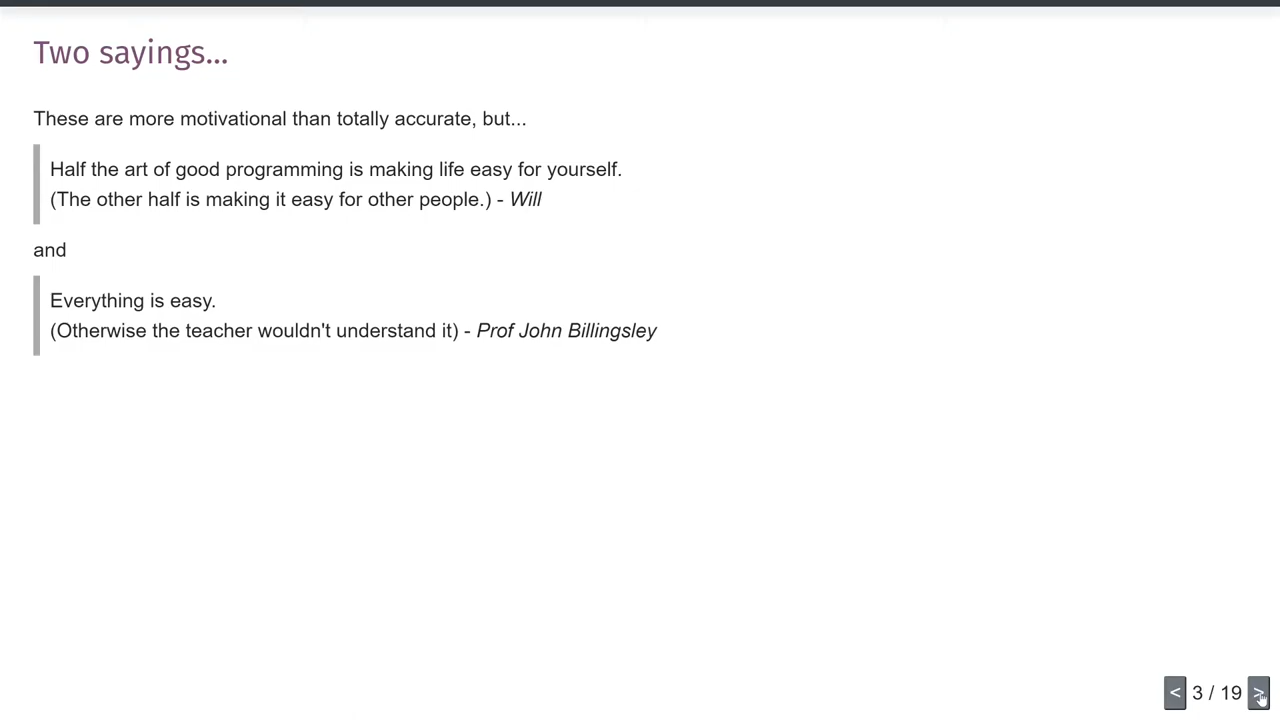 Two sayings...
These are more motivational than totally accurate, but...
Half the art of good programming is making life easy for yourself.
(The other half is making it easy for other people.) - Will
and
Everything is easy.
(Otherwise the teacher wouldn't understand it) - Prof John Billingsley
< 3 / 19 >